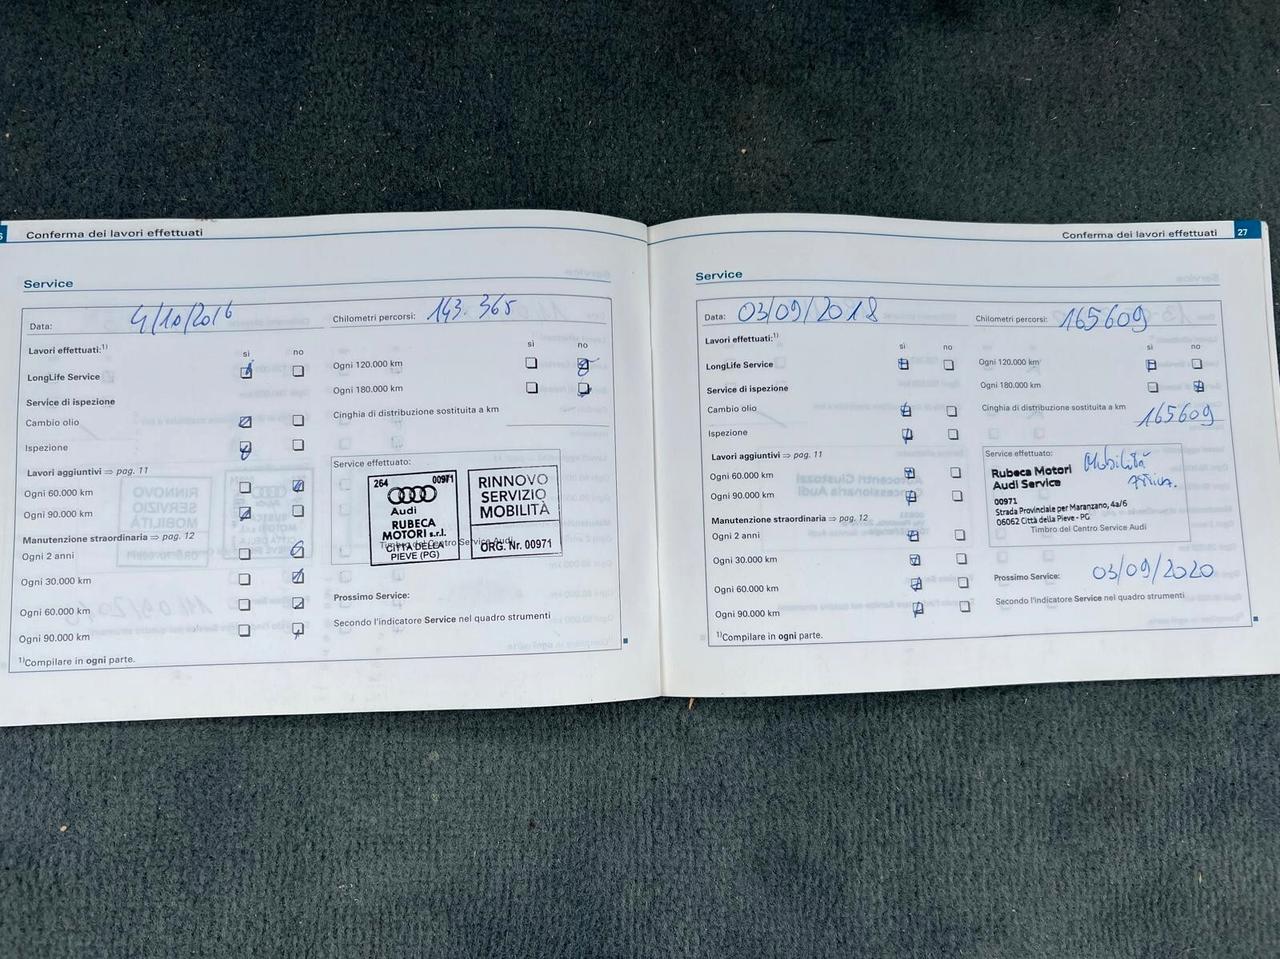 Conferma dei lavori effettuati
Service
Data: 4/10/2016
Chilometri percorsi: 143.365
Lavori effettuati:1)
sì no
LongLife Service
Service di ispezione
Cambio olio
Ispezione
Lavori aggiuntivi ⇒ pag. 11
Ogni 60.000 km
Ogni 90.000 km
Manutenzione straordinaria ⇒ pag. 12
Ogni 2 anni
Ogni 30.000 km
Ogni 60.000 km
Ogni 90.000 km
1)Compilare in ogni parte.
sì no
Ogni 120.000 km
Ogni 180.000 km
Cinghia di distribuzione sostituita a km
Service effettuato:
264 00971
Audi
RUBECA
MOTORI s.r.l.
CITTÀ DELLA
PIEVE (PG)
RINNOVO
SERVIZIO
MOBILITÀ
ORG. Nr. 00971
Timbro del Centro Service Audi
Prossimo Service:
Secondo l'indicatore Service nel quadro strumenti
Conferma dei lavori effettuati 27
Service
Data: 03/09/2018
Chilometri percorsi: 165609
Lavori effettuati:1)
sì no
LongLife Service
Service di ispezione
Cambio olio
Ispezione
Lavori aggiuntivi ⇒ pag. 11
Ogni 60.000 km
Ogni 90.000 km
Manutenzione straordinaria ⇒ pag. 12
Ogni 2 anni
Ogni 30.000 km
Ogni 60.000 km
Ogni 90.000 km
1)Compilare in ogni parte.
sì no
Ogni 120.000 km
Ogni 180.000 km
Cinghia di distribuzione sostituita a km
165609
Service effettuato:
Mobilità
Attiva.
Rubeca Motori
Audi Service
00971
Strada Provinciale per Maranzano, 4a/6
06062 Città della Pieve - PG
Timbro del Centro Service Audi
Prossimo Service: 03/09/2020
Secondo l'indicatore Service nel quadro strumenti